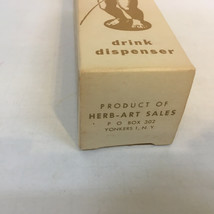 drink
dispenser
PRODUCT OF
HERB-ART SALES
P O BOX 202
YONKERS 1, N. Y.